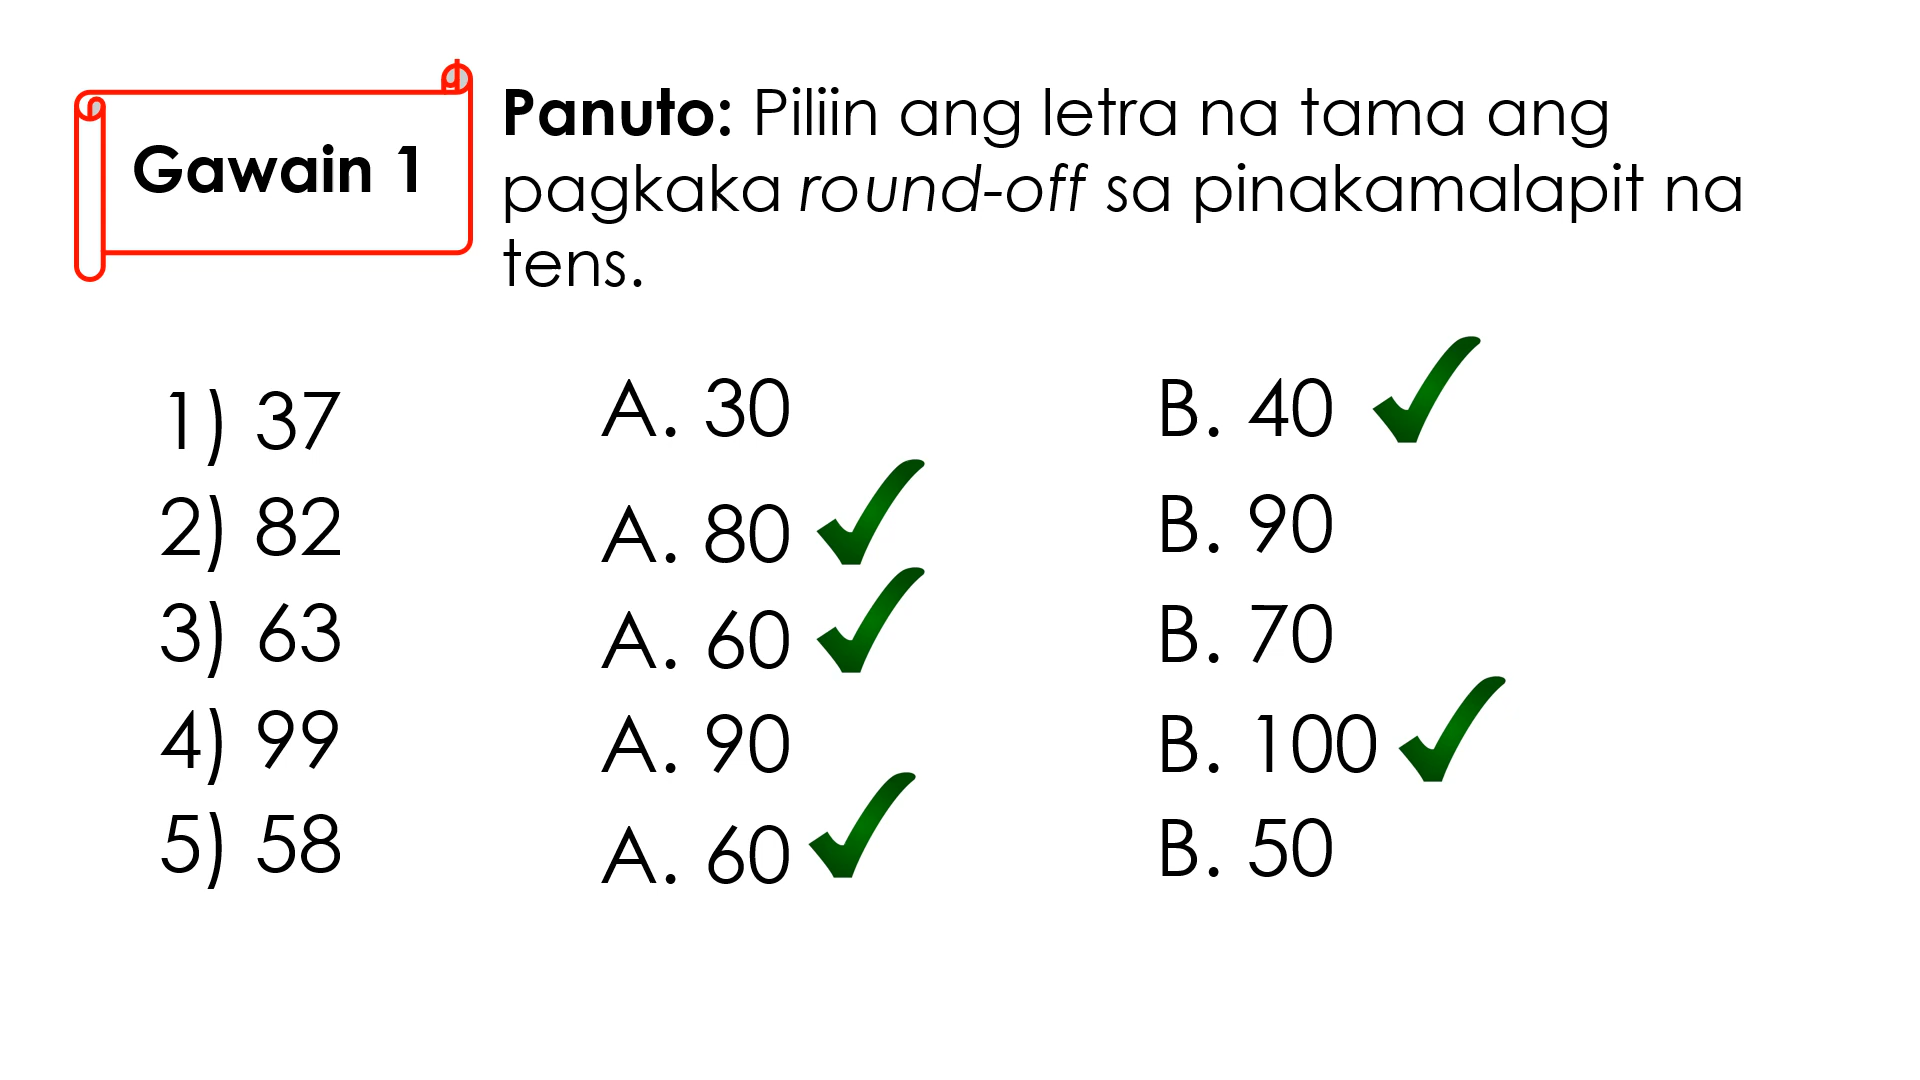 Gawain 1
Panuto: Piliin ang letra na tama ang
pagkaka round-off sa pinakamalapit na
tens.
1) 37 A. 30 B. 40
2) 82 A. 80 B. 90
3) 63 A. 60 B. 70
4) 99 A. 90 B. 100
5) 58 A. 60 B. 50